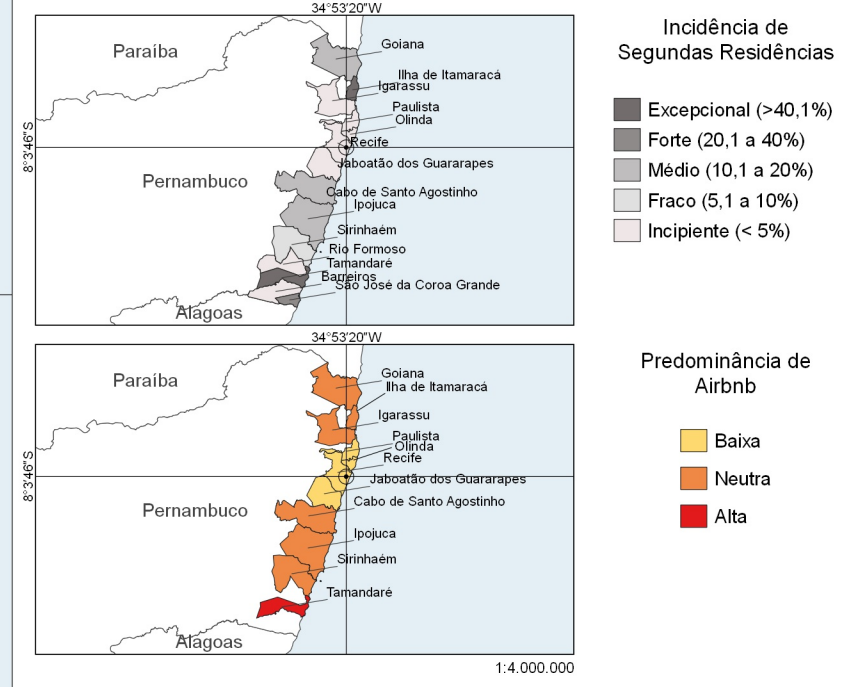 34°53'20"W
8°3'46"S
Paraíba
Goiana
Ilha de Itamaracá
Igarassu
Paulista
Olinda
Recife
Jaboatão dos Guararapes
Pernambuco
Cabo de Santo Agostinho
Ipojuca
Sirinhaém
Rio Formoso
Tamandaré
Barreiros
São José da Coroa Grande
Alagoas
Incidência de
Segundas Residências
Excepcional (>40,1%)
Forte (20,1 a 40%)
Médio (10,1 a 20%)
Fraco (5,1 a 10%)
Incipiente (< 5%)
34°53'20"W
8°3'46"S
Paraíba
Goiana
Ilha de Itamaracá
Igarassu
Paulista
Olinda
Recife
Jaboatão dos Guararapes
Cabo de Santo Agostinho
Pernambuco
Ipojuca
Sirinhaém
Tamandaré
Alagoas
Predominância de
Airbnb
Baixa
Neutra
Alta
1:4.000.000